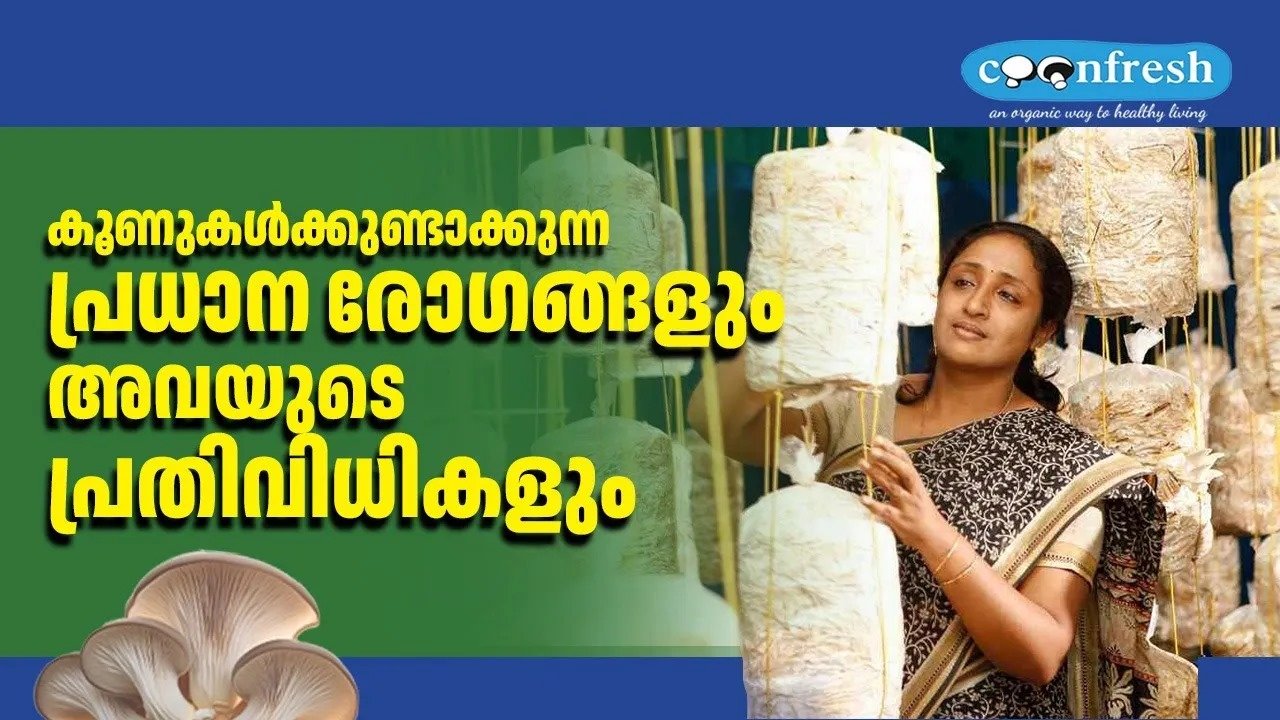 coonfresh
an organic way to healthy living
കൂണുകൾക്കുണ്ടാക്കുന്ന
പ്രധാന രോഗങ്ങളും
അവയുടെ
പ്രതിവിധികളും